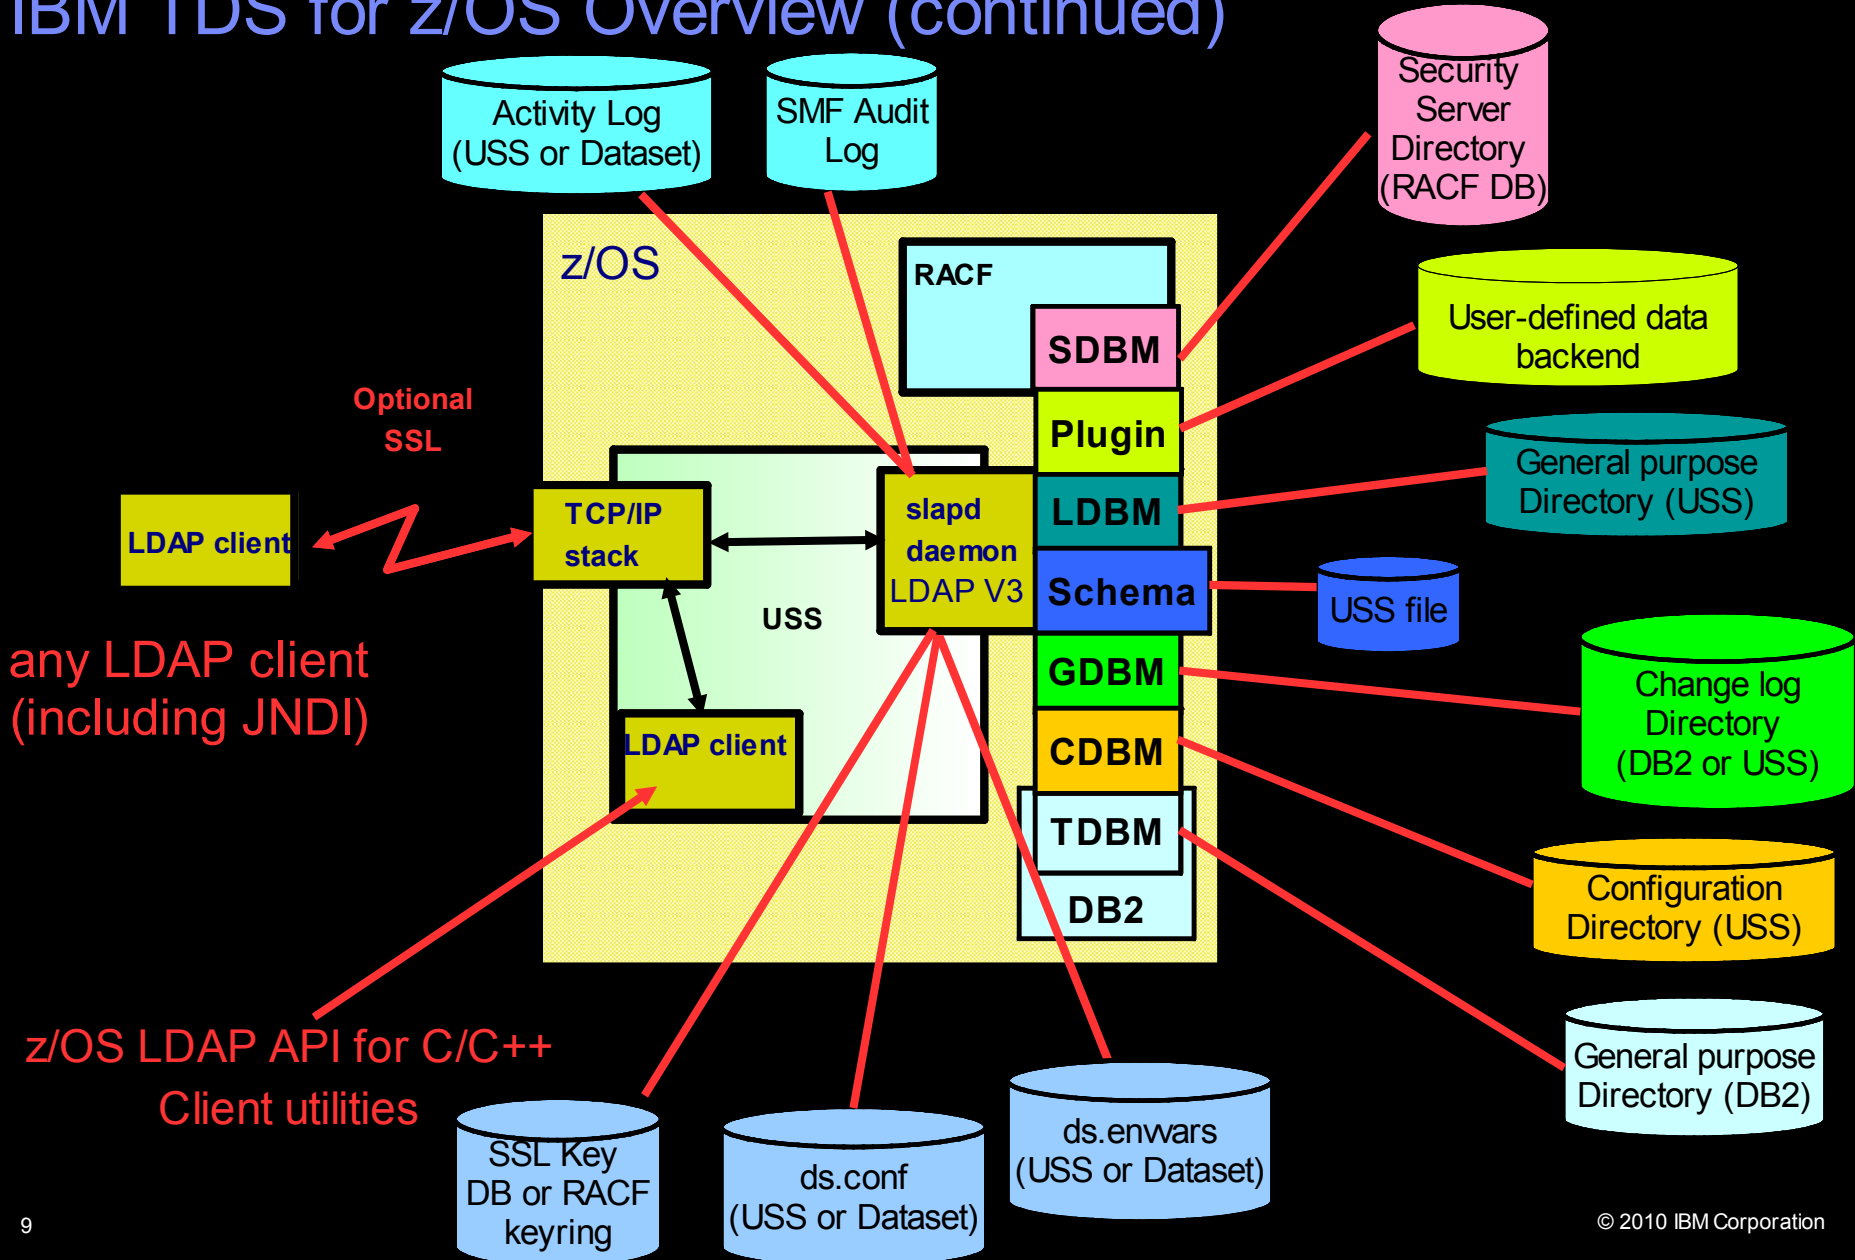 IBM TDS for z/OS Overview (continued)
Activity Log
(USS or Dataset)
SMF Audit
Log
Security
Server
Directory
(RACF DB)
z/OS
RACF
SDBM
User-defined data
backend
Optional
SSL
Plugin
General purpose
Directory (USS)
LDAP client
TCP/IP
stack
slapd
daemon
LDAP V3
LDBM
Schema
USS file
USS
any LDAP client
(including JNDI)
GDBM
Change log
Directory
(DB2 or USS)
LDAP client
CDBM
TDBM
DB2
Configuration
Directory (USS)
z/OS LDAP API for C/C++
Client utilities
General purpose
Directory (DB2)
SSL Key
DB or RACF
keyring
ds.conf
(USS or Dataset)
ds.envvars
(USS or Dataset)
9
© 2010 IBM Corporation